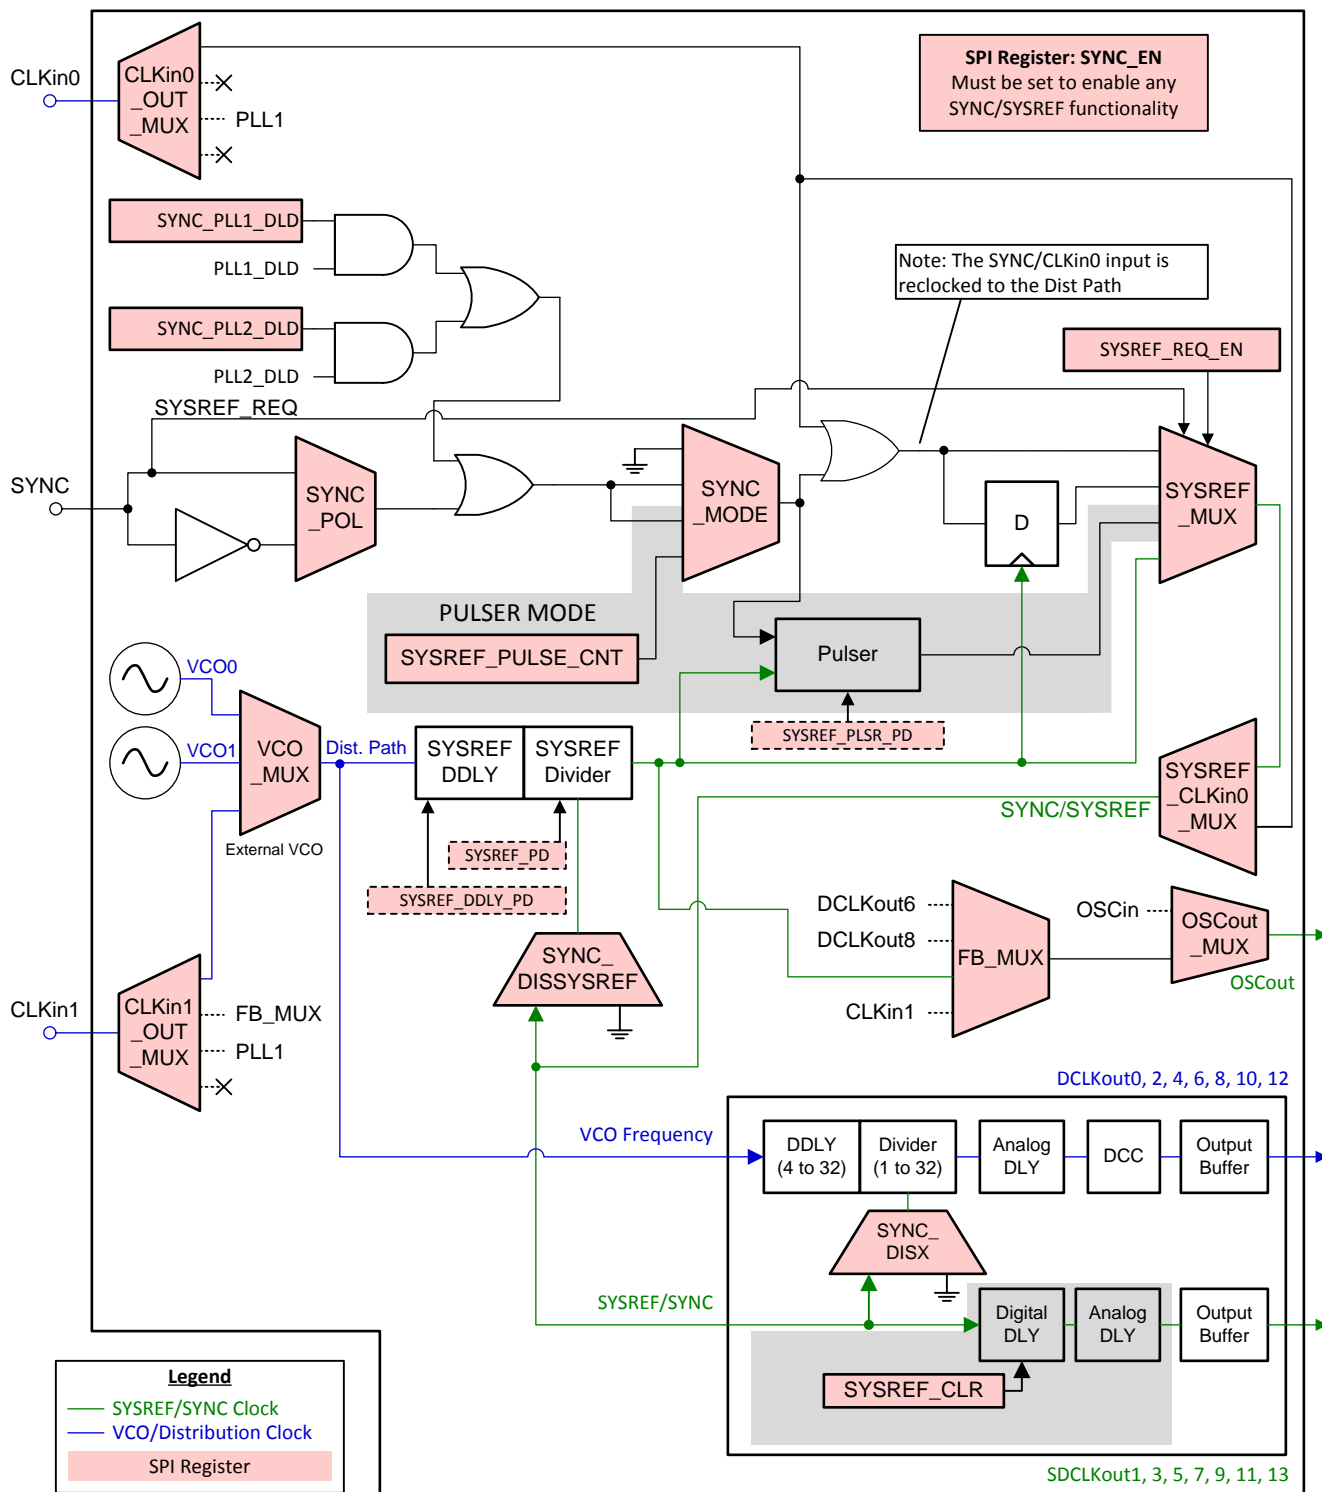 CLKin0
CLKin0
_OUT
_MUX
PLL1
SPI Register: SYNC_EN
Must be set to enable any
SYNC/SYSREF functionality
SYNC_PLL1_DLD
PLL1_DLD
SYNC_PLL2_DLD
PLL2_DLD
Note: The SYNC/CLKin0 input is
reclocked to the Dist Path
SYSREF_REQ_EN
SYSREF_REQ
SYNC
SYNC
_POL
SYNC
_MODE
D
SYSREF
_MUX
PULSER MODE
SYSREF_PULSE_CNT
Pulser
SYSREF_PLSR_PD
VCO0
VCO1
VCO
_MUX
External VCO
Dist. Path
SYSREF
DDLY
SYSREF
Divider
SYSREF_PD
SYSREF_DDLY_PD
SYNC/SYSREF
SYSREF
_CLKin0
_MUX
SYNC_
DISSYSREF
DCLKout6
DCLKout8
CLKin1
FB_MUX
OSCin
OSCout
_MUX
OSCout
CLKin1
CLKin1
_OUT
_MUX
FB_MUX
PLL1
DCLKout0, 2, 4, 6, 8, 10, 12
VCO Frequency
DDLY
(4 to 32)
Divider
(1 to 32)
Analog
DLY
DCC
Output
Buffer
SYNC_
DISX
SYSREF/SYNC
Digital
DLY
Analog
DLY
Output
Buffer
SYSREF_CLR
SDCLKout1, 3, 5, 7, 9, 11, 13
Legend
SYSREF/SYNC Clock
VCO/Distribution Clock
SPI Register